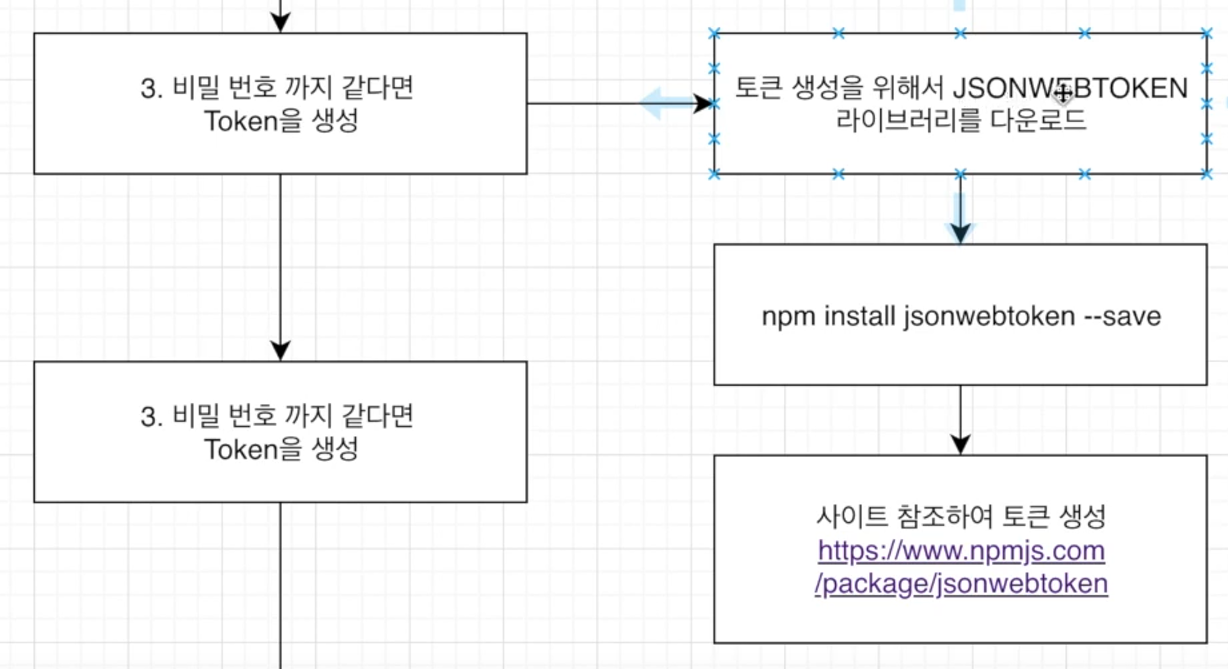 3. 비밀 번호 까지 같다면
Token을 생성
토큰 생성을 위해서 JSONWEBTOKEN
라이브러리를 다운로드
npm install jsonwebtoken --save
3. 비밀 번호 까지 같다면
Token을 생성
사이트 참조하여 토큰 생성
https://www.npmjs.com
/package/jsonwebtoken